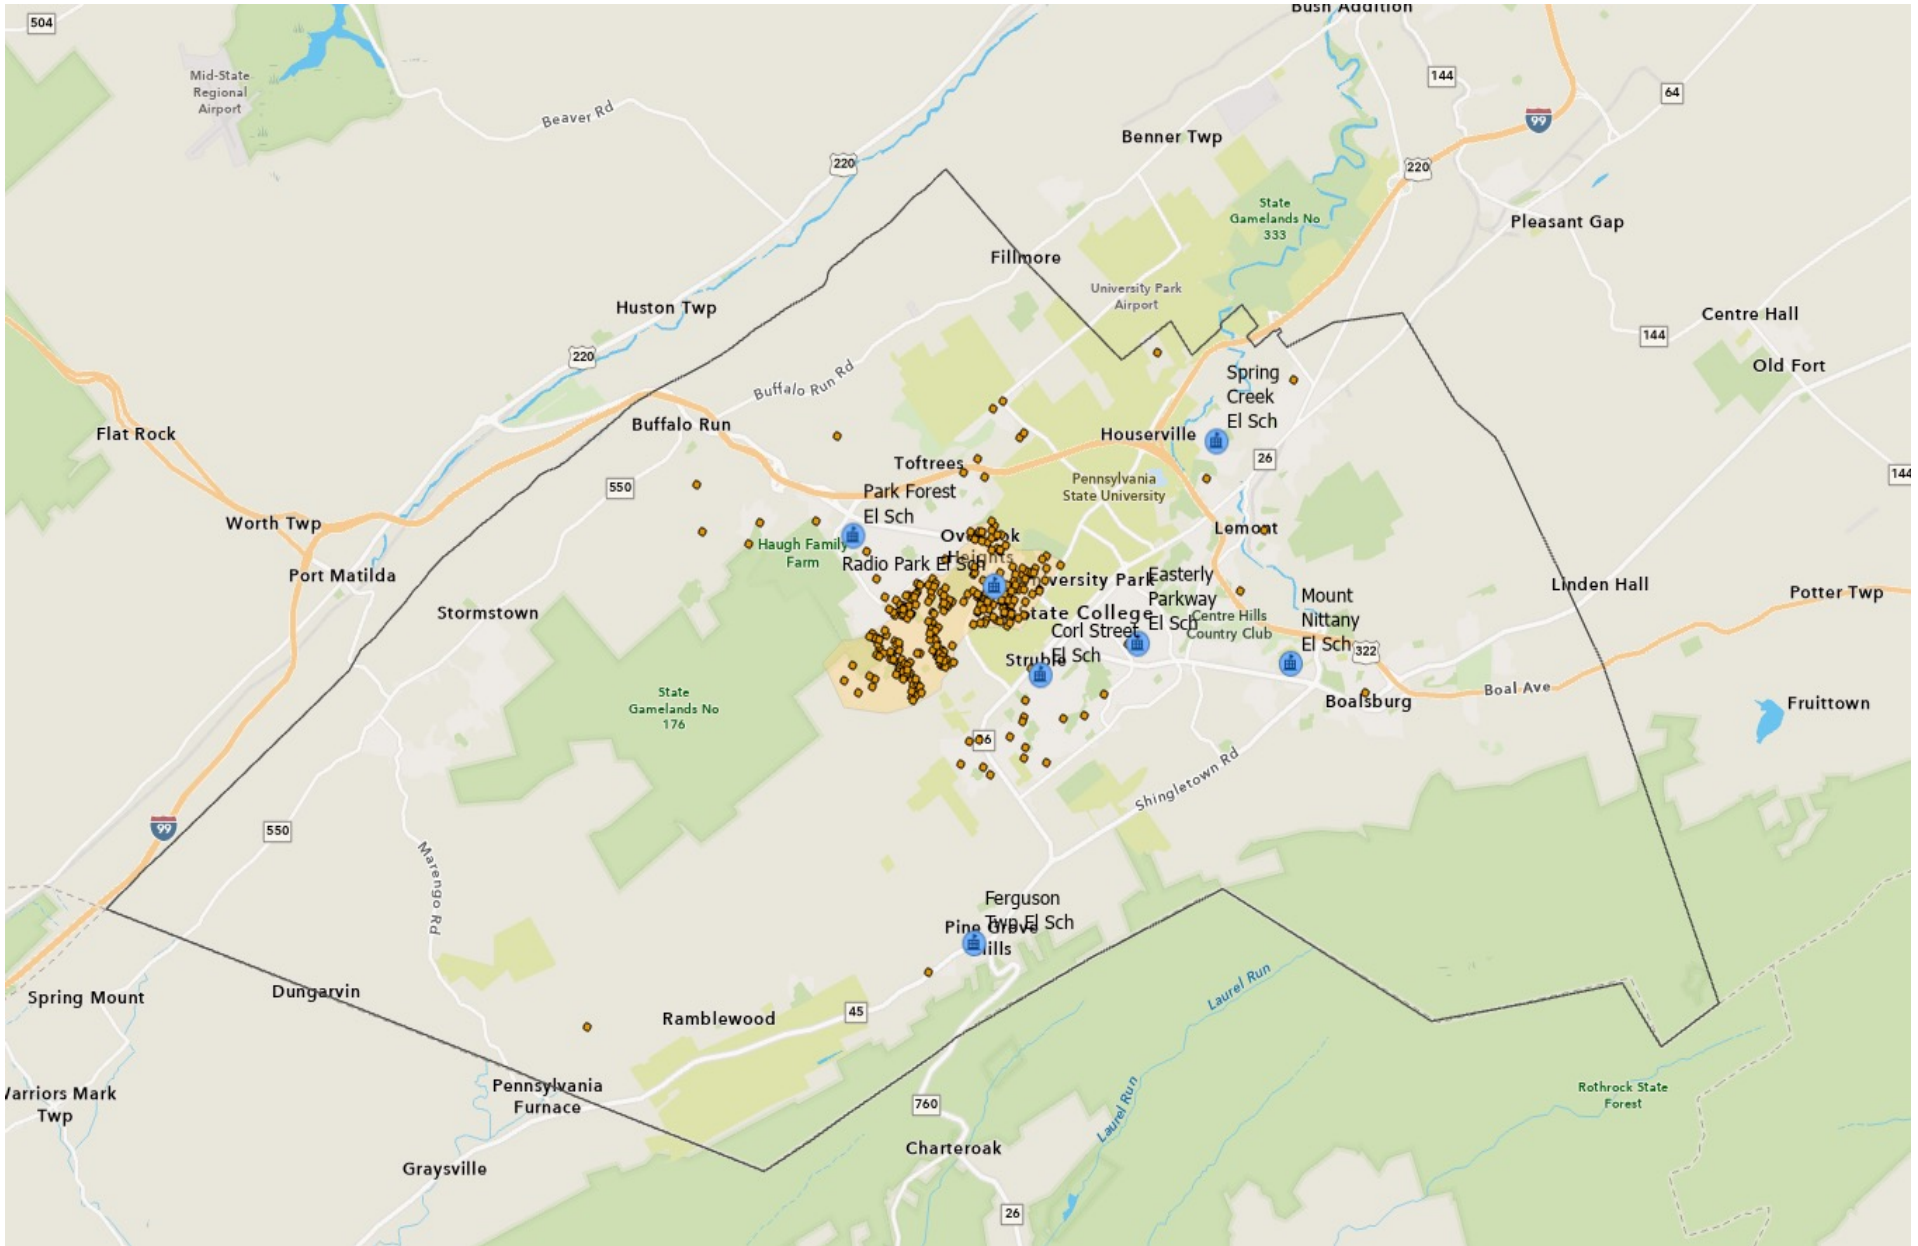 Bush Addition
504
Mid-State
Regional
Airport
144
64
99
Beaver Rd
Benner Twp
220
220
State
Gamelands No
333
Pleasant Gap
Fillmore
University Park
Airport
Huston Twp
Centre Hall
144
220
Old Fort
Buffalo Run Rd
Spring
Creek
El Sch
Buffalo Run
Flat Rock
Houserville
26
Toftrees
Pennsylvania
State University
144
550
Park Forest
El Sch
Worth Twp
Lemont
Haugh Family
Farm
Heights
Radio Park El Sch
Port Matilda
Easterly
Parkway
El Sch
Linden Hall
Potter Twp
Stormstown
Mount
Nittany
El Sch
Centre Hills
Country Club
Corl Street
El Sch
322
Boal Ave
State
Gamelands No
176
Boalsburg
Fruittown
Shingletown Rd
99
550
Marengo Rd
Ferguson
Twp El Sch
Pine Grove
Laurel Run
Spring Mount
Dungarvin
Ramblewood
45
Pennsylvania
Furnace
Twp
Rothrock State
Forest
760
Laurel Run
Charteroak
Graysville
26